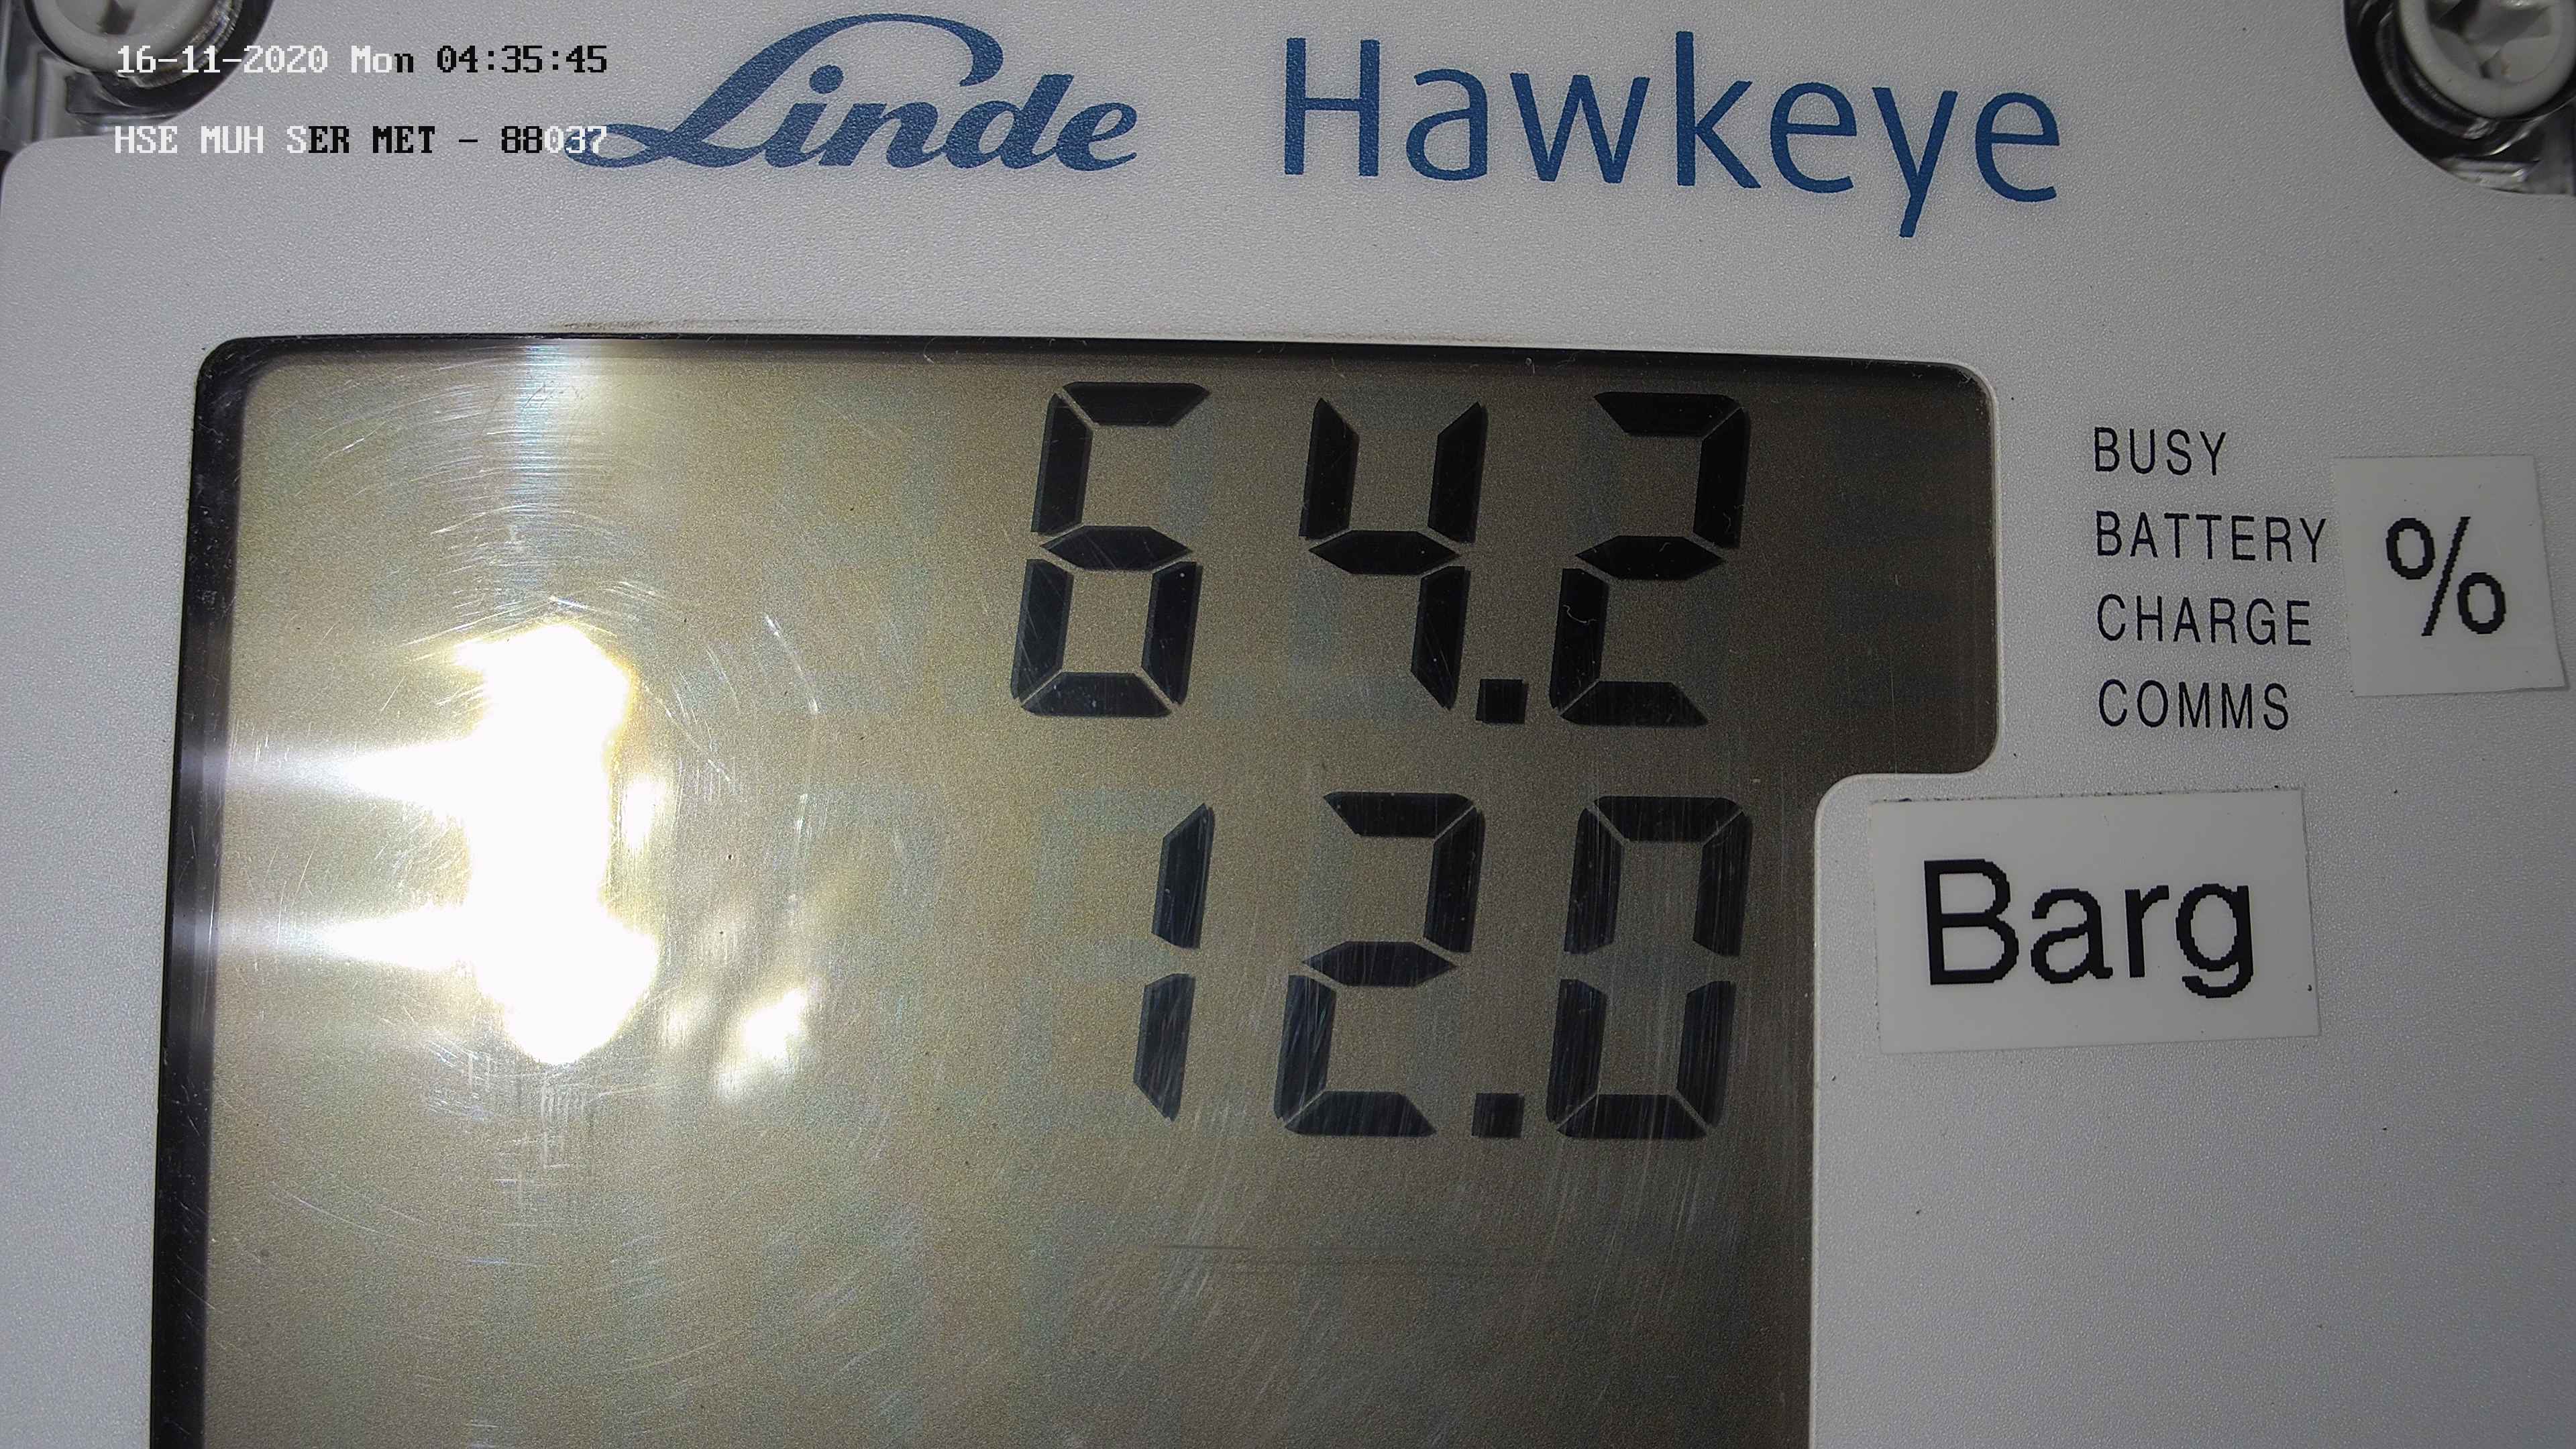 16-11-2020 Mon 04:35:45
HSE MUH SER MET - 88037
Linde Hawkeye
64.2
BUSY
BATTERY
CHARGE
COMMS
%
12.0
Barg